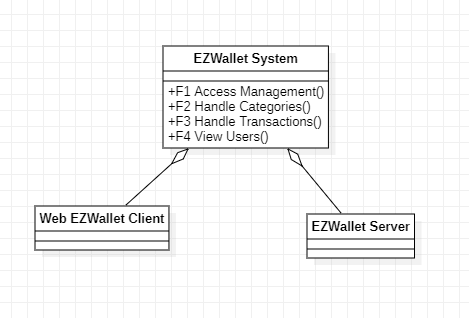 EZWallet System
+F1 Access Management()
+F2 Handle Categories()
+F3 Handle Transactions()
+F4 View Users()
Web EZWallet Client
EZWallet Server